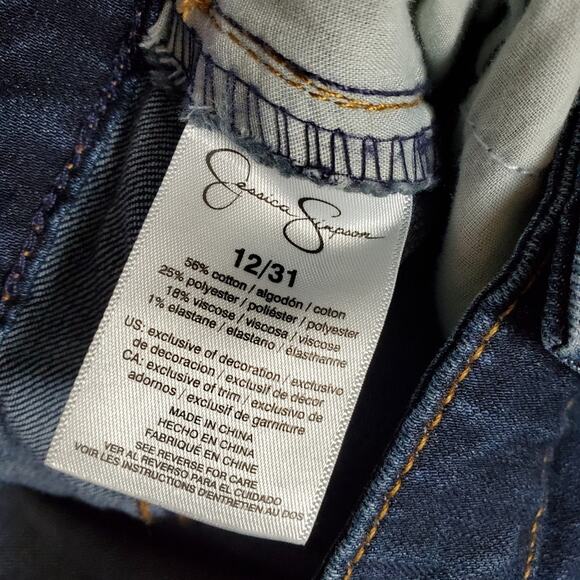 Jessica Simpson
12/31
56% cotton / algodón / coton
25% polyester / poliéster / polyester
18% viscose / viscosa / viscose
1% elastane / elastano / élasthanne
US: exclusive of decoration / exclusivo
de decoracion / exclusif de décor
CA: exclusive of trim / exclusivo de
adornos / exclusif de garniture
MADE IN CHINA
HECHO EN CHINA
FABRIQUE EN CHINE
SEE REVERSE FOR CARE
VER AL REVERSO PARA EL CUIDADO
VOIR LES INSTRUCTIONS D'ENTRETIEN AU DOS